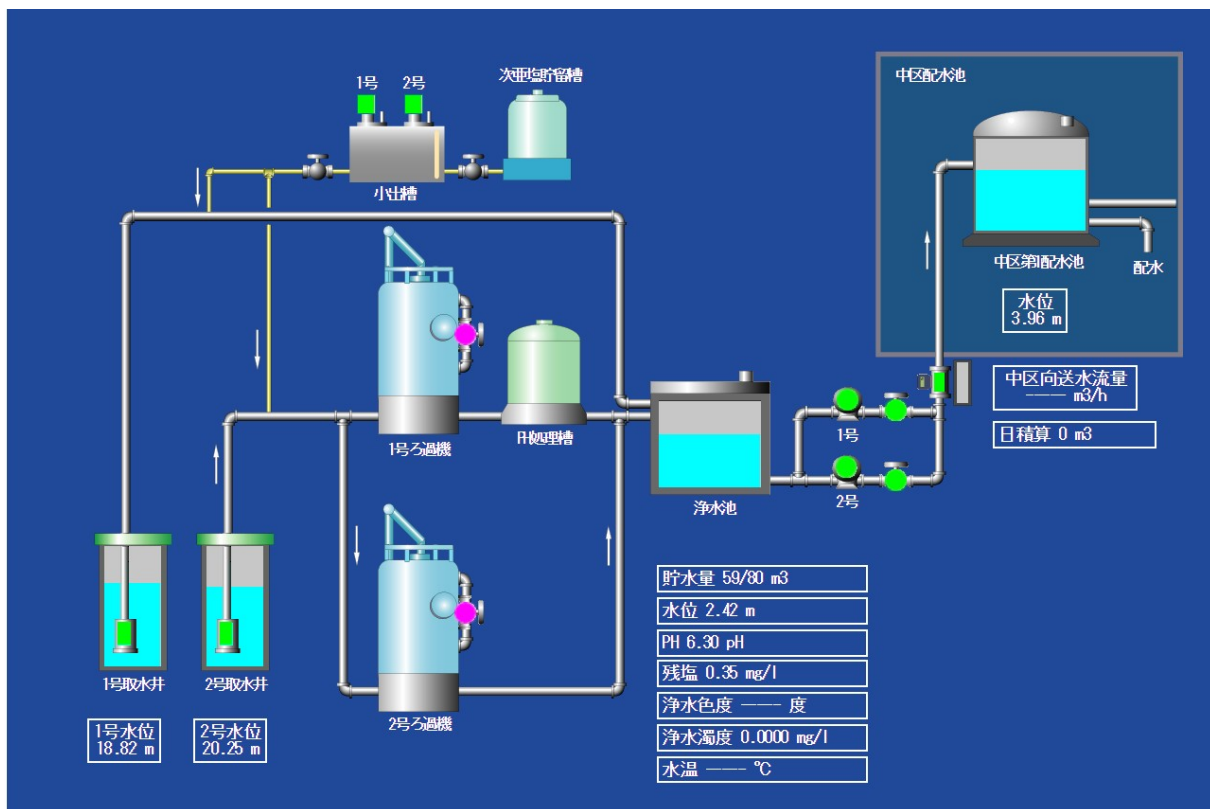 中区配水池
次亜塩貯留槽
1号
2号
小出槽
中区第1配水池
配水
水位
3.96 m
中区向送水流量
---- m3/h
日積算 0 m3
1号ろ過機
PH処理槽
1号
2号
浄水池
貯水量 59/80 m3
水位 2.42 m
PH 6.30 pH
残塩 0.35 mg/l
浄水色度 ---- 度
浄水濁度 0.0000 mg/l
水温 ---- ℃
1号取水井
2号取水井
2号ろ過機
1号水位
18.82 m
2号水位
20.25 m